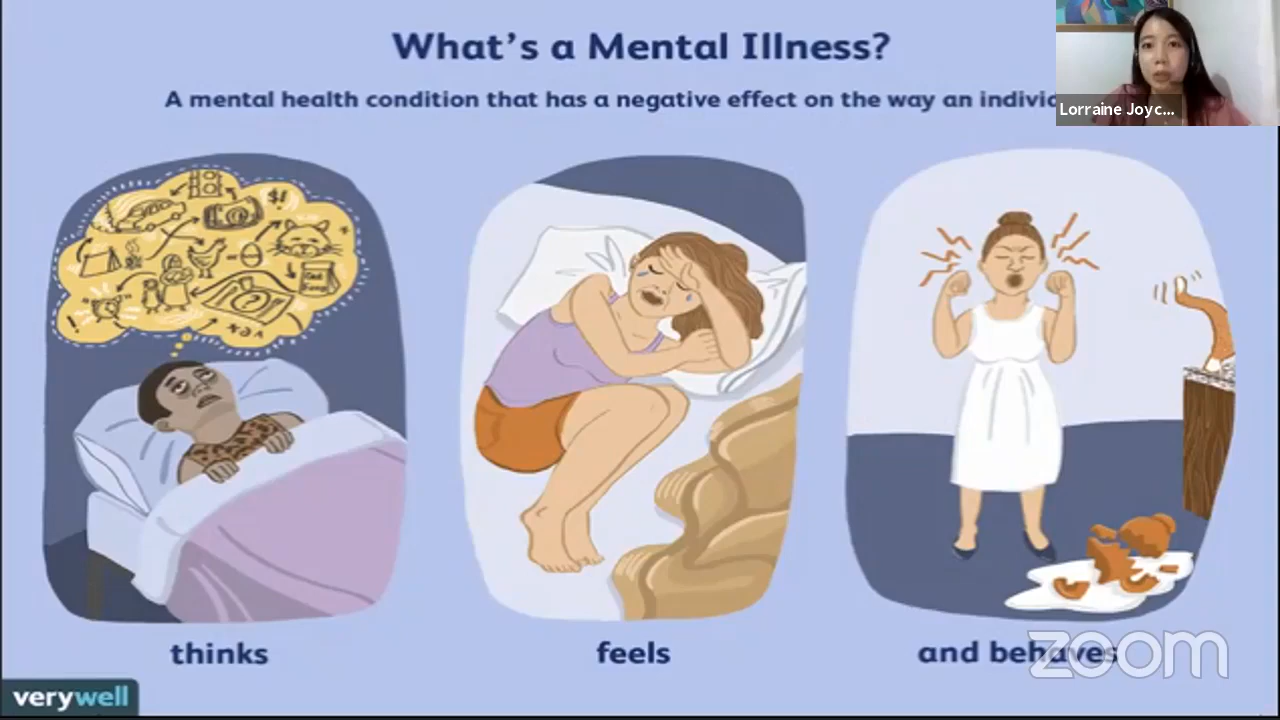 What's a Mental Illness?
A mental health condition that has a negative effect on the way an
Lorraine Joyc...
$!
thinks
feels
and behaves
zoom
verywell